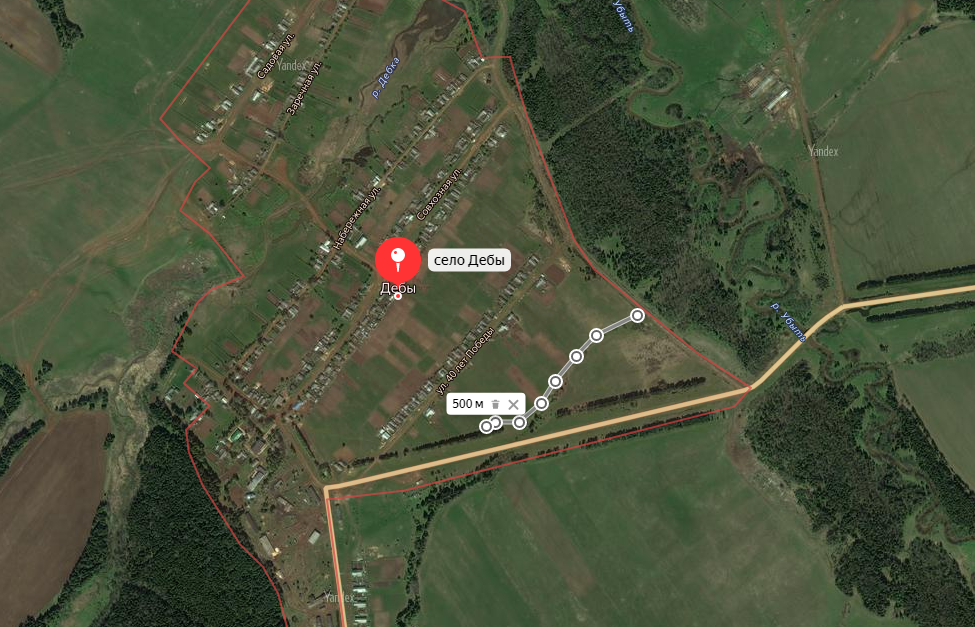 р. Убыть
Садовая ул.
Yandex
Заречная ул.
р. Дебка
Yandex
Набережная ул.
Совхозная ул.
село Дебы
Дебы
р. Убыть
ул. 40 лет Победы
500 м
Yandex